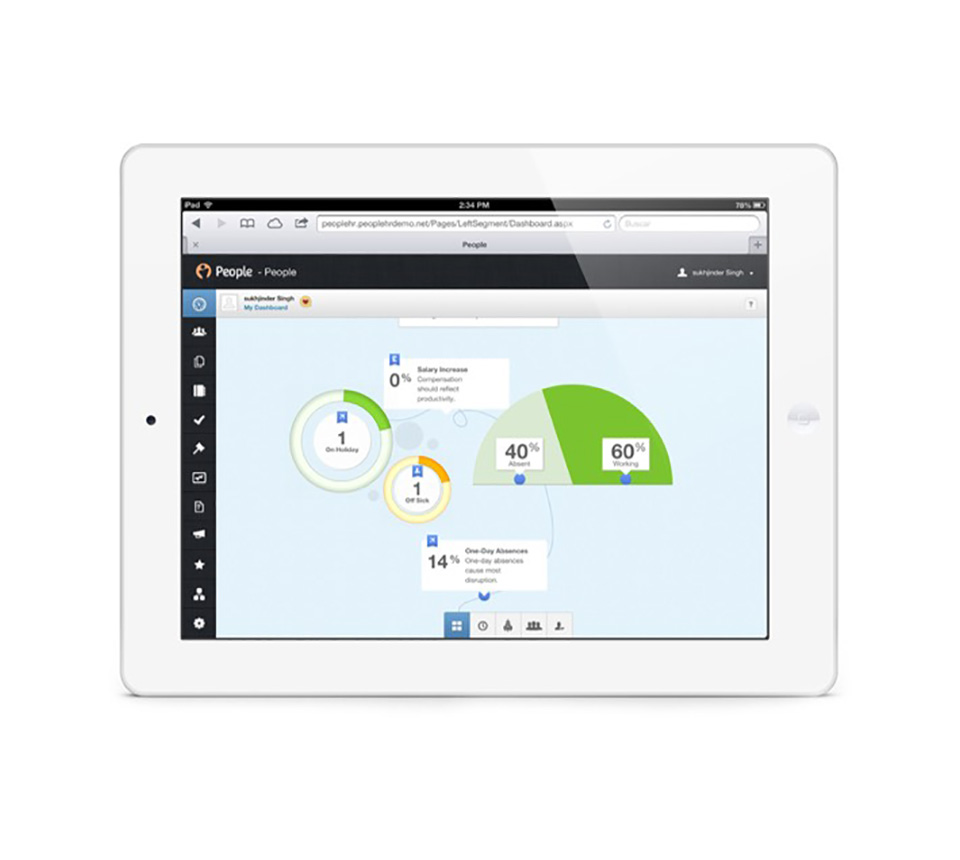 iPad
2:34 PM
78%
peoplehr.peoplehrdemo.net/Pages/LeftSegment/Dashboard.aspx
Buscar
People
People - People
sukhjinder Singh
sukhjinder Singh
My Dashboard
?
Salary Increase
0%
Compensation
should reflect
productivity.
1
On Holiday
1
Off Sick
40%
Absent
60%
Working
One-Day Absences
14%
One-day absences
cause most
disruption.